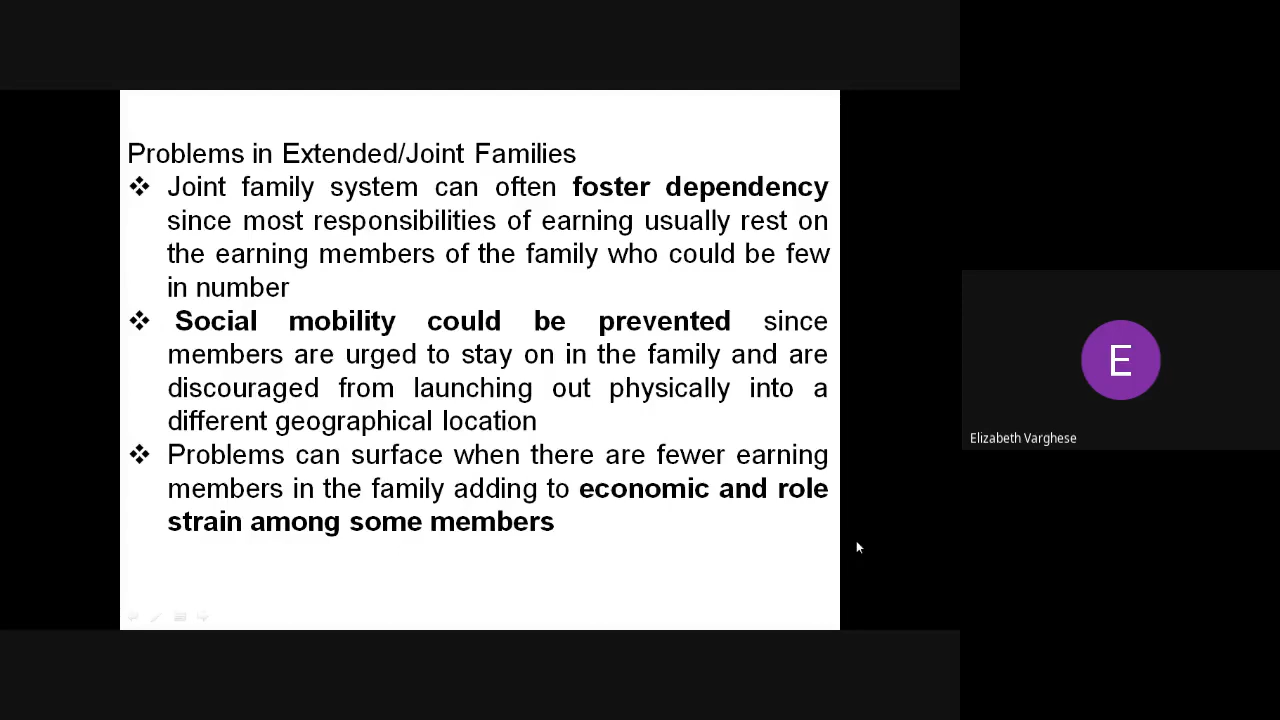 Problems in Extended/Joint Families
❖ Joint family system can often foster dependency
since most responsibilities of earning usually rest on
the earning members of the family who could be few
in number
❖ Social mobility could be prevented since
members are urged to stay on in the family and are
discouraged from launching out physically into a
different geographical location
❖ Problems can surface when there are fewer earning
members in the family adding to economic and role
strain among some members
E
Elizabeth Varghese